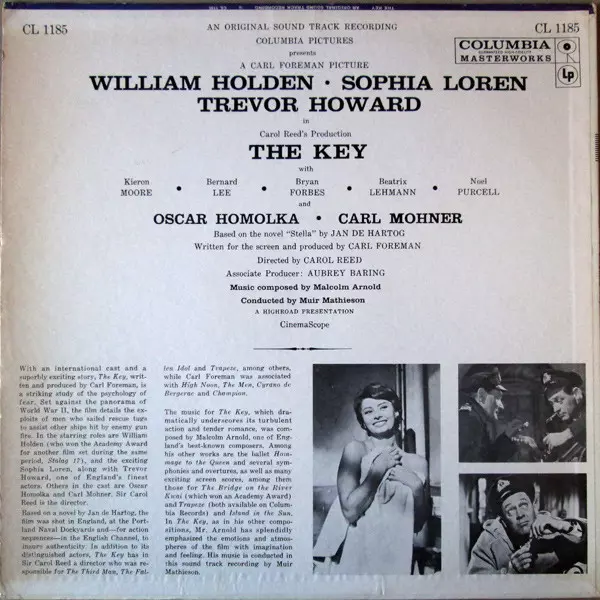 CL 1185
AN ORIGINAL SOUND TRACK RECORDING
CL 1185
COLUMBIA PICTURES
presents
A CARL FOREMAN PICTURE
COLUMBIA
GUARANTEED HIGH-FIDELITY
MASTERWORKS
Lp
WILLIAM HOLDEN · SOPHIA LOREN
TREVOR HOWARD
in
Carol Reed's Production
THE KEY
with
Kieron MOORE • Bernard LEE • Bryan FORBES • Beatrix LEHMANN • Noel PURCELL
and
OSCAR HOMOLKA · CARL MOHNER
Based on the novel "Stella" by JAN DE HARTOG
Written for the screen and produced by CARL FOREMAN
Directed by CAROL REED
Associate Producer: AUBREY BARING
Music composed by Malcolm Arnold
Conducted by Muir Mathieson
A HIGHROAD PRESENTATION
CinemaScope
With an international cast and a
superbly exciting story, The Key, writ-
ten and produced by Carl Foreman, is
a striking study of the psychology of
fear. Set against the panorama of
World War II, the film details the ex-
ploits of men who sailed rescue tugs
to assist other ships hit by enemy gun
fire. In the starring roles are William
Holden (who won the Academy Award
for another film set during the same
period, Stalag 17), and the exciting
Sophia Loren, along with Trevor
Howard, one of England's finest
actors. Others in the cast are Oscar
Homolka and Carl Mohner. Sir Carol
Reed is the director.
Based on a novel by Jan de Hartog, the
film was shot in England, at the Port-
land Naval Dockyards and—for action
sequences—in the English Channel, to
insure authenticity. In addition to its
distinguished actors, The Key has in
Sir Carol Reed a director who was re-
sponsible for The Third Man, The Fal-
len Idol and Trapeze, among others,
while Carl Foreman was associated
with High Noon, The Men, Cyrano de
Bergerac and Champion.
The music for The Key, which dra-
matically underscores its turbulent
action and tender romance, was com-
posed by Malcolm Arnold, one of Eng-
land's best-known composers. Among
his other works are the ballet Hom-
mage to the Queen and several sym-
phonies and overtures, as well as many
exciting screen scores, among them
those for The Bridge on the River
Kwai (which won an Academy Award)
and Trapeze (both available on Colum-
bia Records) and Island in the Sun.
In The Key, as in his other compo-
sitions, Mr. Arnold has splendidly
emphasized the emotions and atmos-
pheres of the film with imagination
and feeling. His music is conducted in
this sound track recording by Muir
Mathieson.